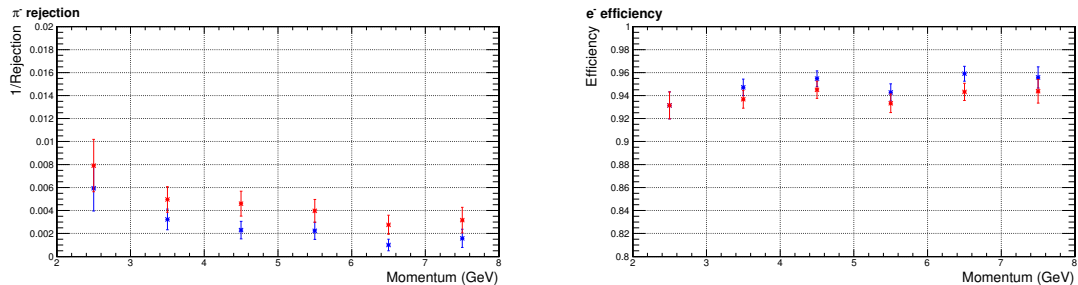 π⁻ rejection
1/Rejection
0.02
0.018
0.016
0.014
0.012
0.01
0.008
0.006
0.004
0.002
0
2 3 4 5 6 7 8
Momentum (GeV)
e⁻ efficiency
Efficiency
1
0.98
0.96
0.94
0.92
0.9
0.88
0.86
0.84
0.82
0.8
2 3 4 5 6 7 8
Momentum (GeV)